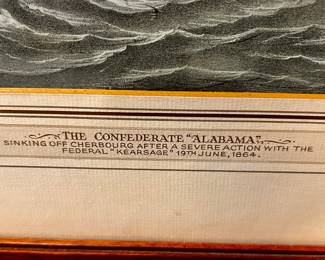 THE CONFEDERATE "ALABAMA"
SINKING OFF CHERBOURG AFTER A SEVERE ACTION WITH THE
FEDERAL "KEARSAGE" 19TH JUNE, 1864.